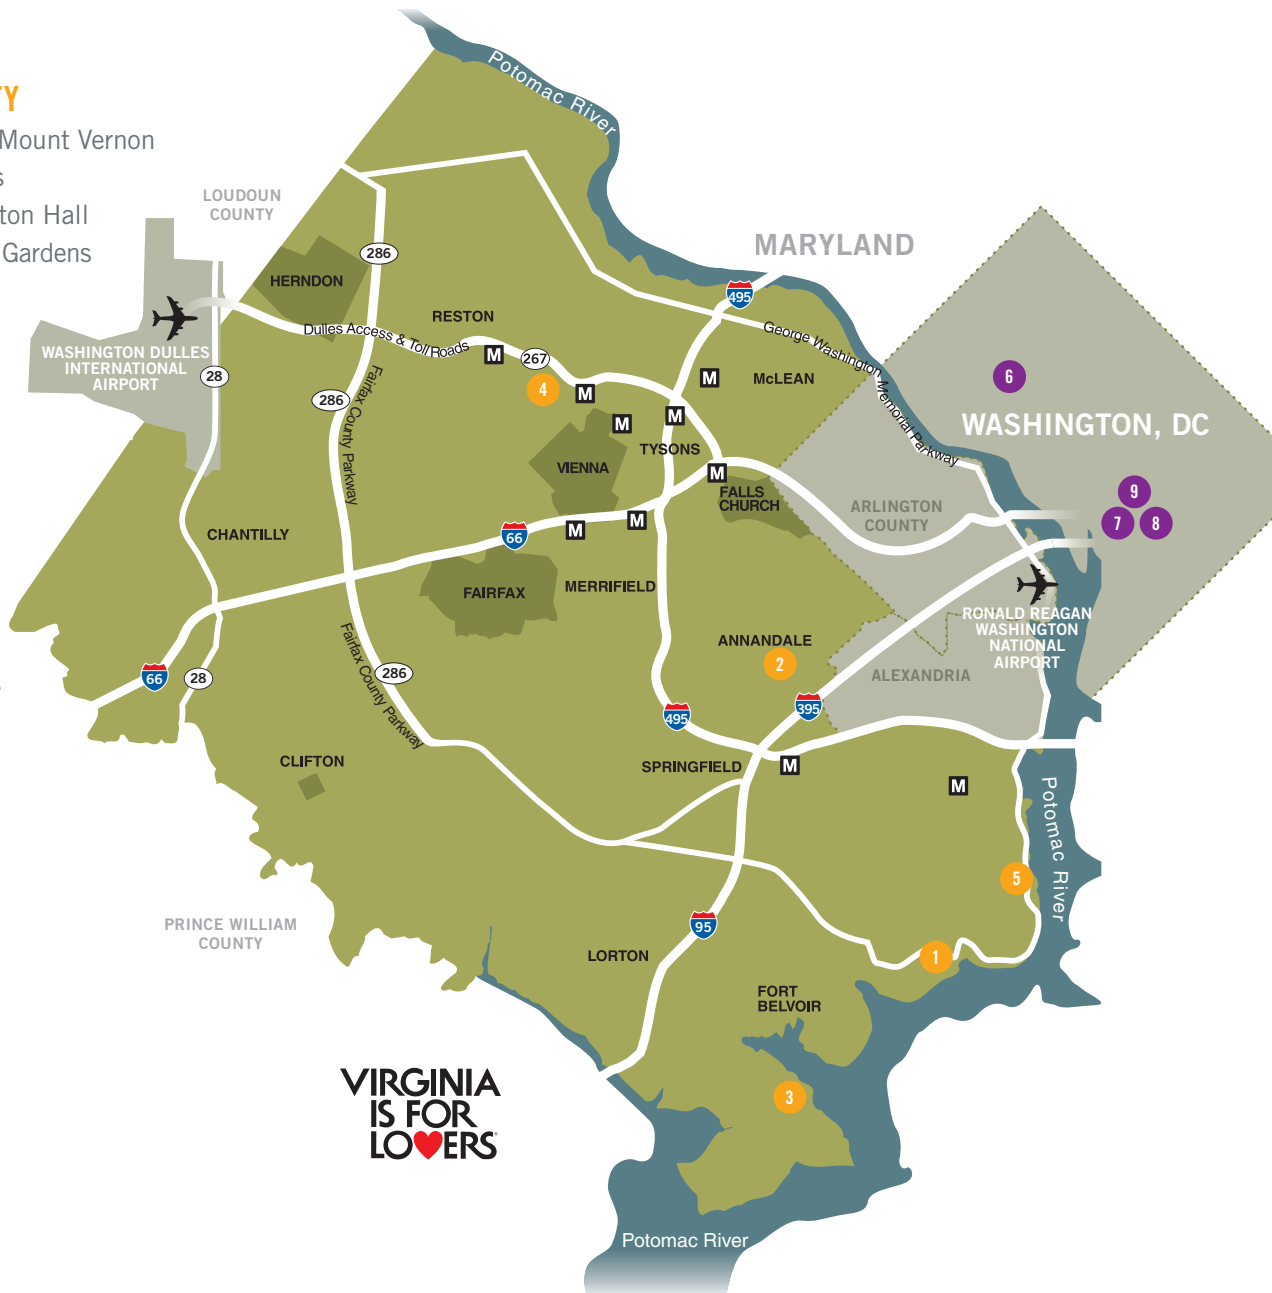 TY
Mount Vernon
s
ton Hall
Gardens
Potomac River
LOUDOUN
COUNTY
MARYLAND
286
HERNDON
495
RESTON
Dulles Access & Toll Roads
George Washington Memorial Parkway
WASHINGTON DULLES
INTERNATIONAL
AIRPORT
M
267
28
M
McLEAN
6
4
M
286
Fairfax County Parkway
M
M
WASHINGTON, DC
TYSONS
VIENNA
M
FALLS
CHURCH
9
ARLINGTON
COUNTY
7
8
CHANTILLY
66
M
M
FAIRFAX
MERRIFIELD
RONALD REAGAN
WASHINGTON
NATIONAL
AIRPORT
Fairfax County Parkway
ANNANDALE
2
ALEXANDRIA
66
28
286
495
395
CLIFTON
SPRINGFIELD
M
M
Potomac River
5
PRINCE WILLIAM
COUNTY
95
LORTON
1
FORT
BELVOIR
3
VIRGINIA
IS FOR
LO♥ERS
Potomac River